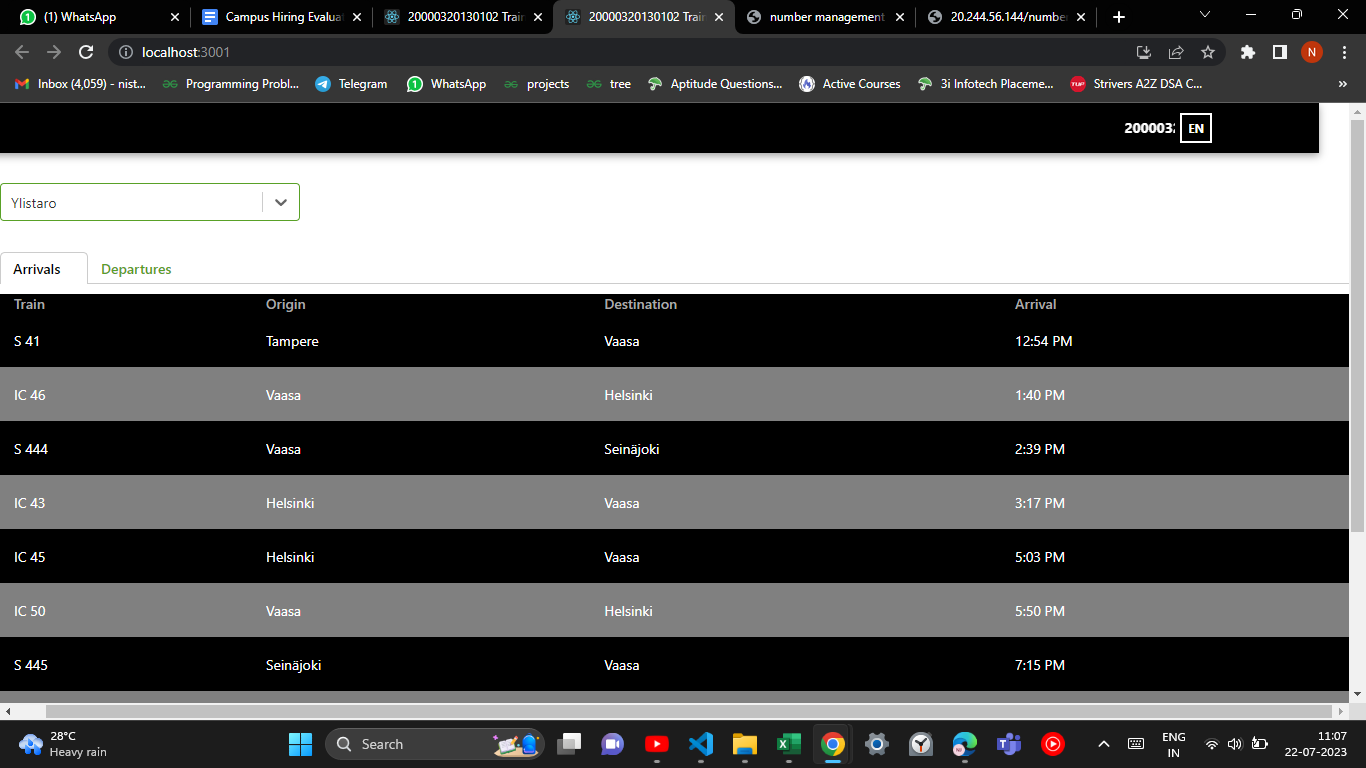 (1) WhatsApp
Campus Hiring Evalua
20000320130102 Train
20000320130102 Train
number management
20.244.56.144/numbe
localhost:3001
N
Inbox (4,059) - nist...
Programming Probl...
Telegram
WhatsApp
projects
tree
Aptitude Questions...
Active Courses
3i Infotech Placeme...
Strivers A2Z DSA C...
»
200003
EN
Ylistaro
Arrivals Departures
Train Origin Destination Arrival
S 41 Tampere Vaasa 12:54 PM
IC 46 Vaasa Helsinki 1:40 PM
S 444 Vaasa Seinäjoki 2:39 PM
IC 43 Helsinki Vaasa 3:17 PM
IC 45 Helsinki Vaasa 5:03 PM
IC 50 Vaasa Helsinki 5:50 PM
S 445 Seinäjoki Vaasa 7:15 PM
28°C
Heavy rain
Search
ENG
IN
11:07
22-07-2023